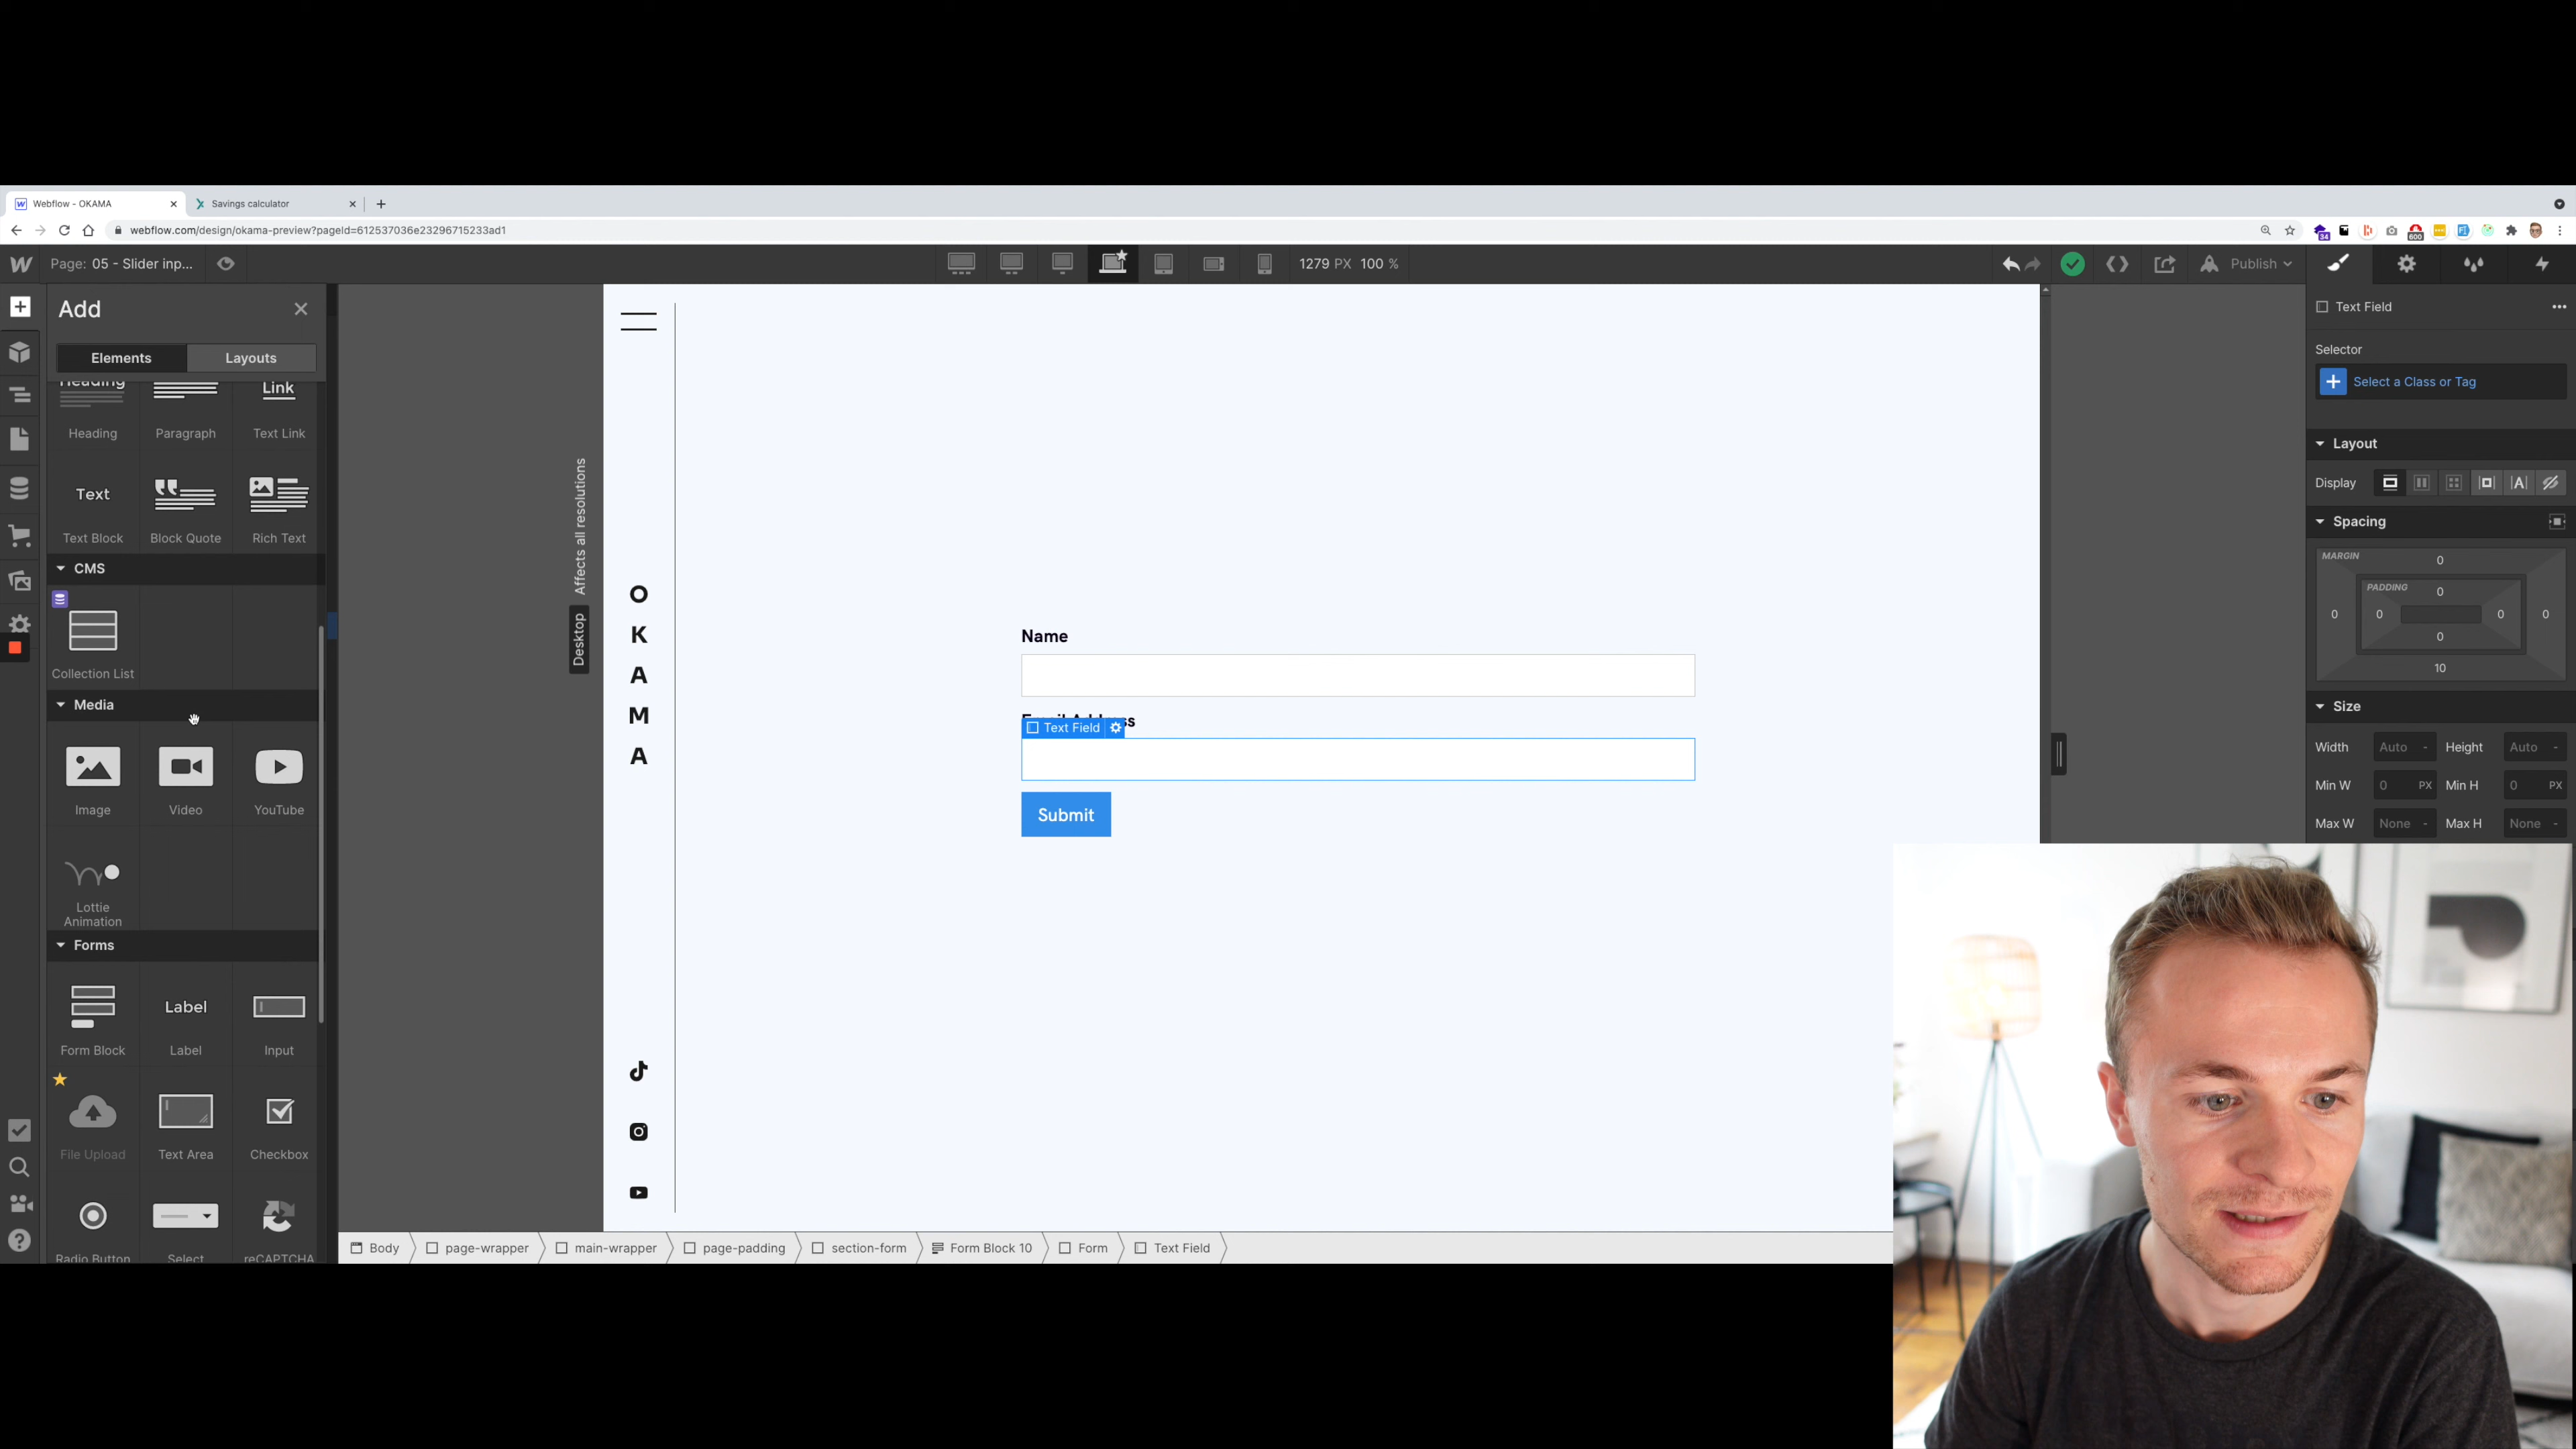 Webflow - OKAMA
Savings calculator
webflow.com/design/okama-preview?pageId=612537036e23296715233ad1
34
600
Page: 05 - Slider inp...
1279 PX 100 %
Publish
Add
Elements
Layouts
Heading
Link
Heading
Paragraph
Text Link
Text
Text Block
Block Quote
Rich Text
CMS
Collection List
Media
Image
Video
YouTube
Lottie
Animation
Forms
Label
Form Block
Label
Input
File Upload
Text Area
Checkbox
Radio Button
Select
reCAPTCHA
Affects all resolutions
Desktop
O
K
A
M
A
Name
Text Field
Submit
Body
page-wrapper
main-wrapper
page-padding
section-form
Form Block 10
Form
Text Field
Text Field
Selector
Select a Class or Tag
Layout
Display
Spacing
MARGIN
0
PADDING
0
0
0
0
0
0
10
Size
Width Auto - Height Auto -
Min W 0 PX Min H 0 PX
Max W None - Max H None -